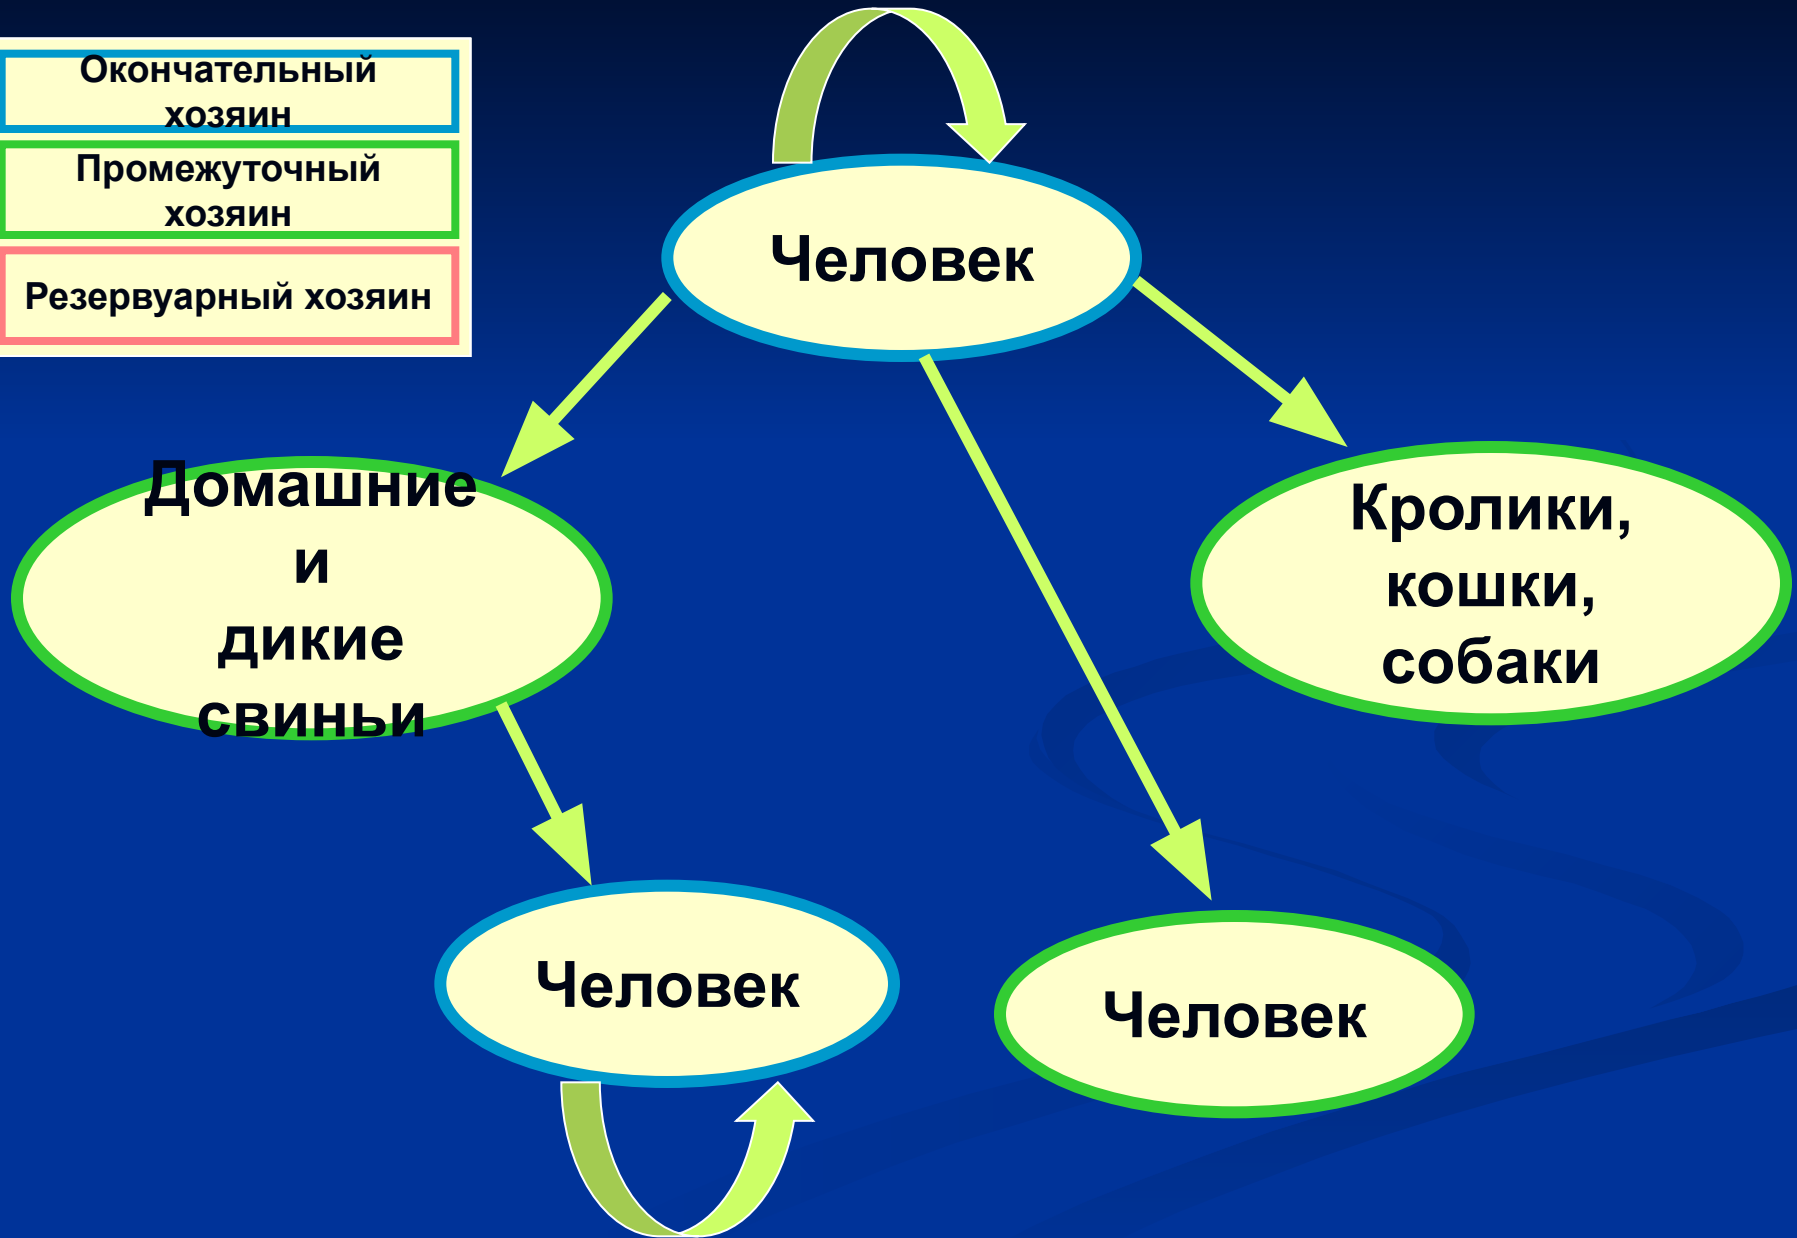 Окончательный
хозяин
Промежуточный
хозяин
Резервуарный хозяин
Человек
Домашние
и
дикие
свиньи
Кролики,
кошки,
собаки
Человек
Человек